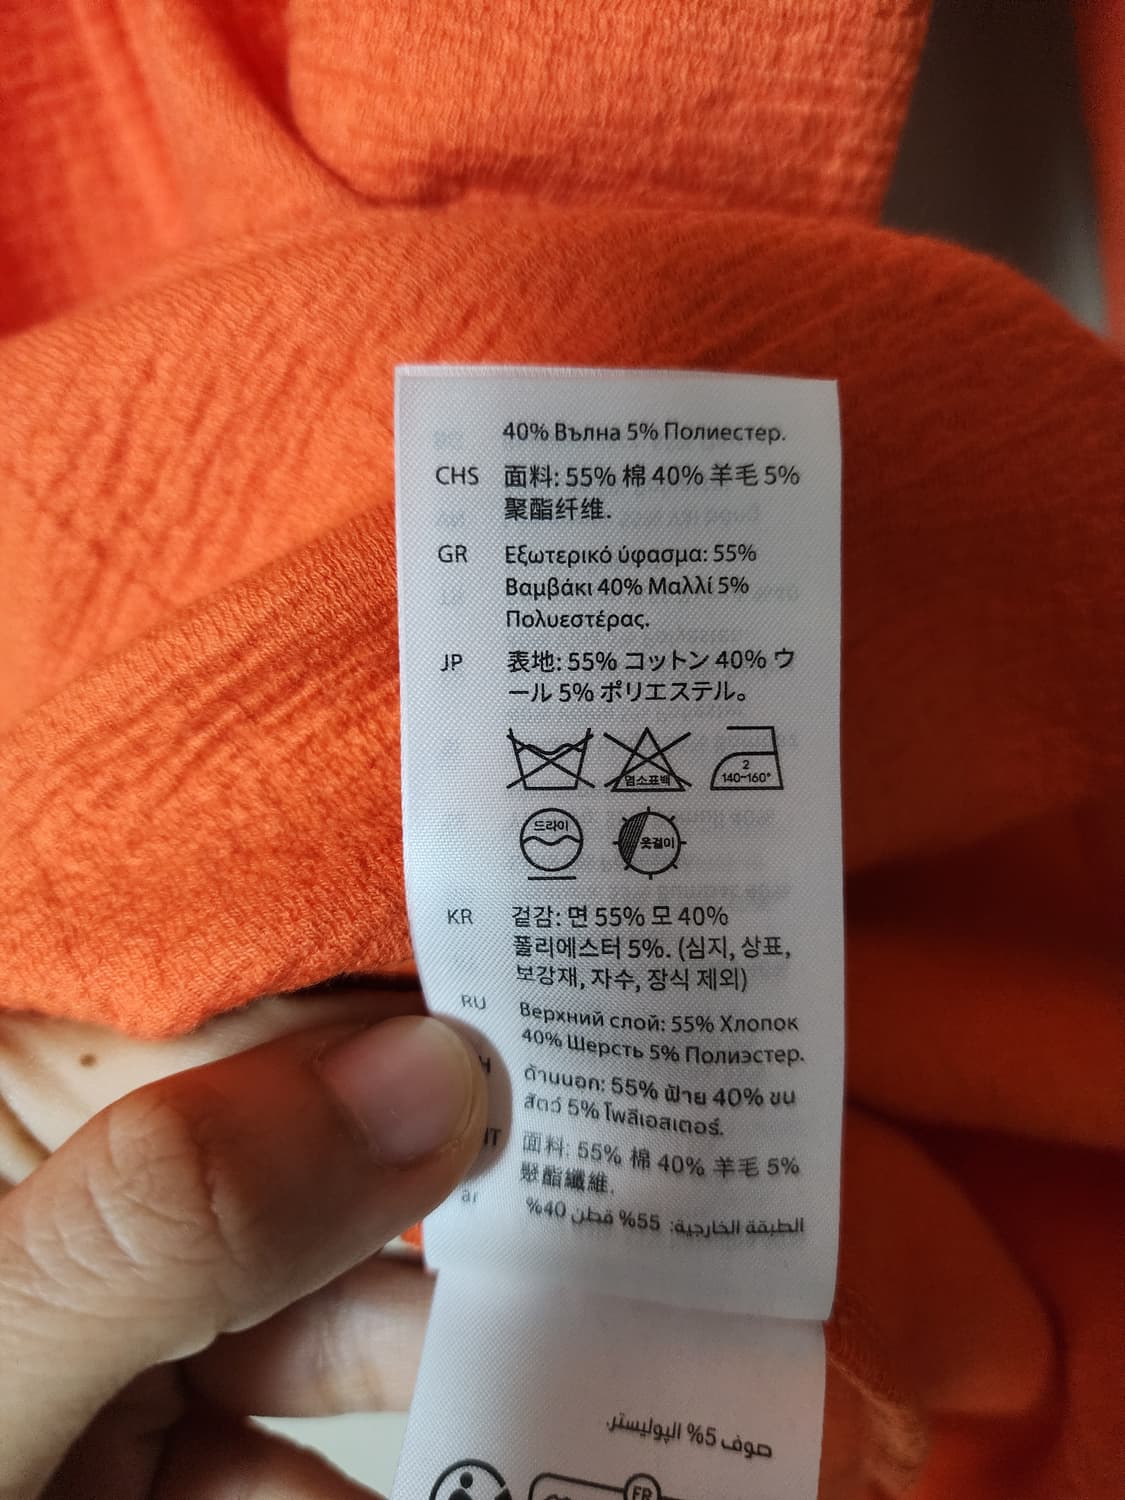 40% Вълна 5% Полиестер.
CHS 面料: 55% 棉 40% 羊毛 5%
聚酯纤维.
GR Εξωτερικό ύφασμα: 55%
Βαμβάκι 40% Μαλλί 5%
Πολυεστέρας.
JP 表地: 55% コットン 40% ウ
ール 5% ポリエステル。
염소표백
2
140~160°
드라이
옷걸이
KR 겉감: 면 55% 모 40%
폴리에스터 5%. (심지, 상표,
보강재, 자수, 장식 제외)
RU Верхний слой: 55% Хлопок
40% Шерсть 5% Полиэстер.
H ด้านนอก: 55% ฝ้าย 40% ขน
สัตว์ 5% โพลีเอสเตอร์.
IT 面料: 55% 棉 40% 羊毛 5%
聚酯纖維.
ar الطبقة الخارجية: 55% قطن 40%
صوف 5% البوليستر.
FR